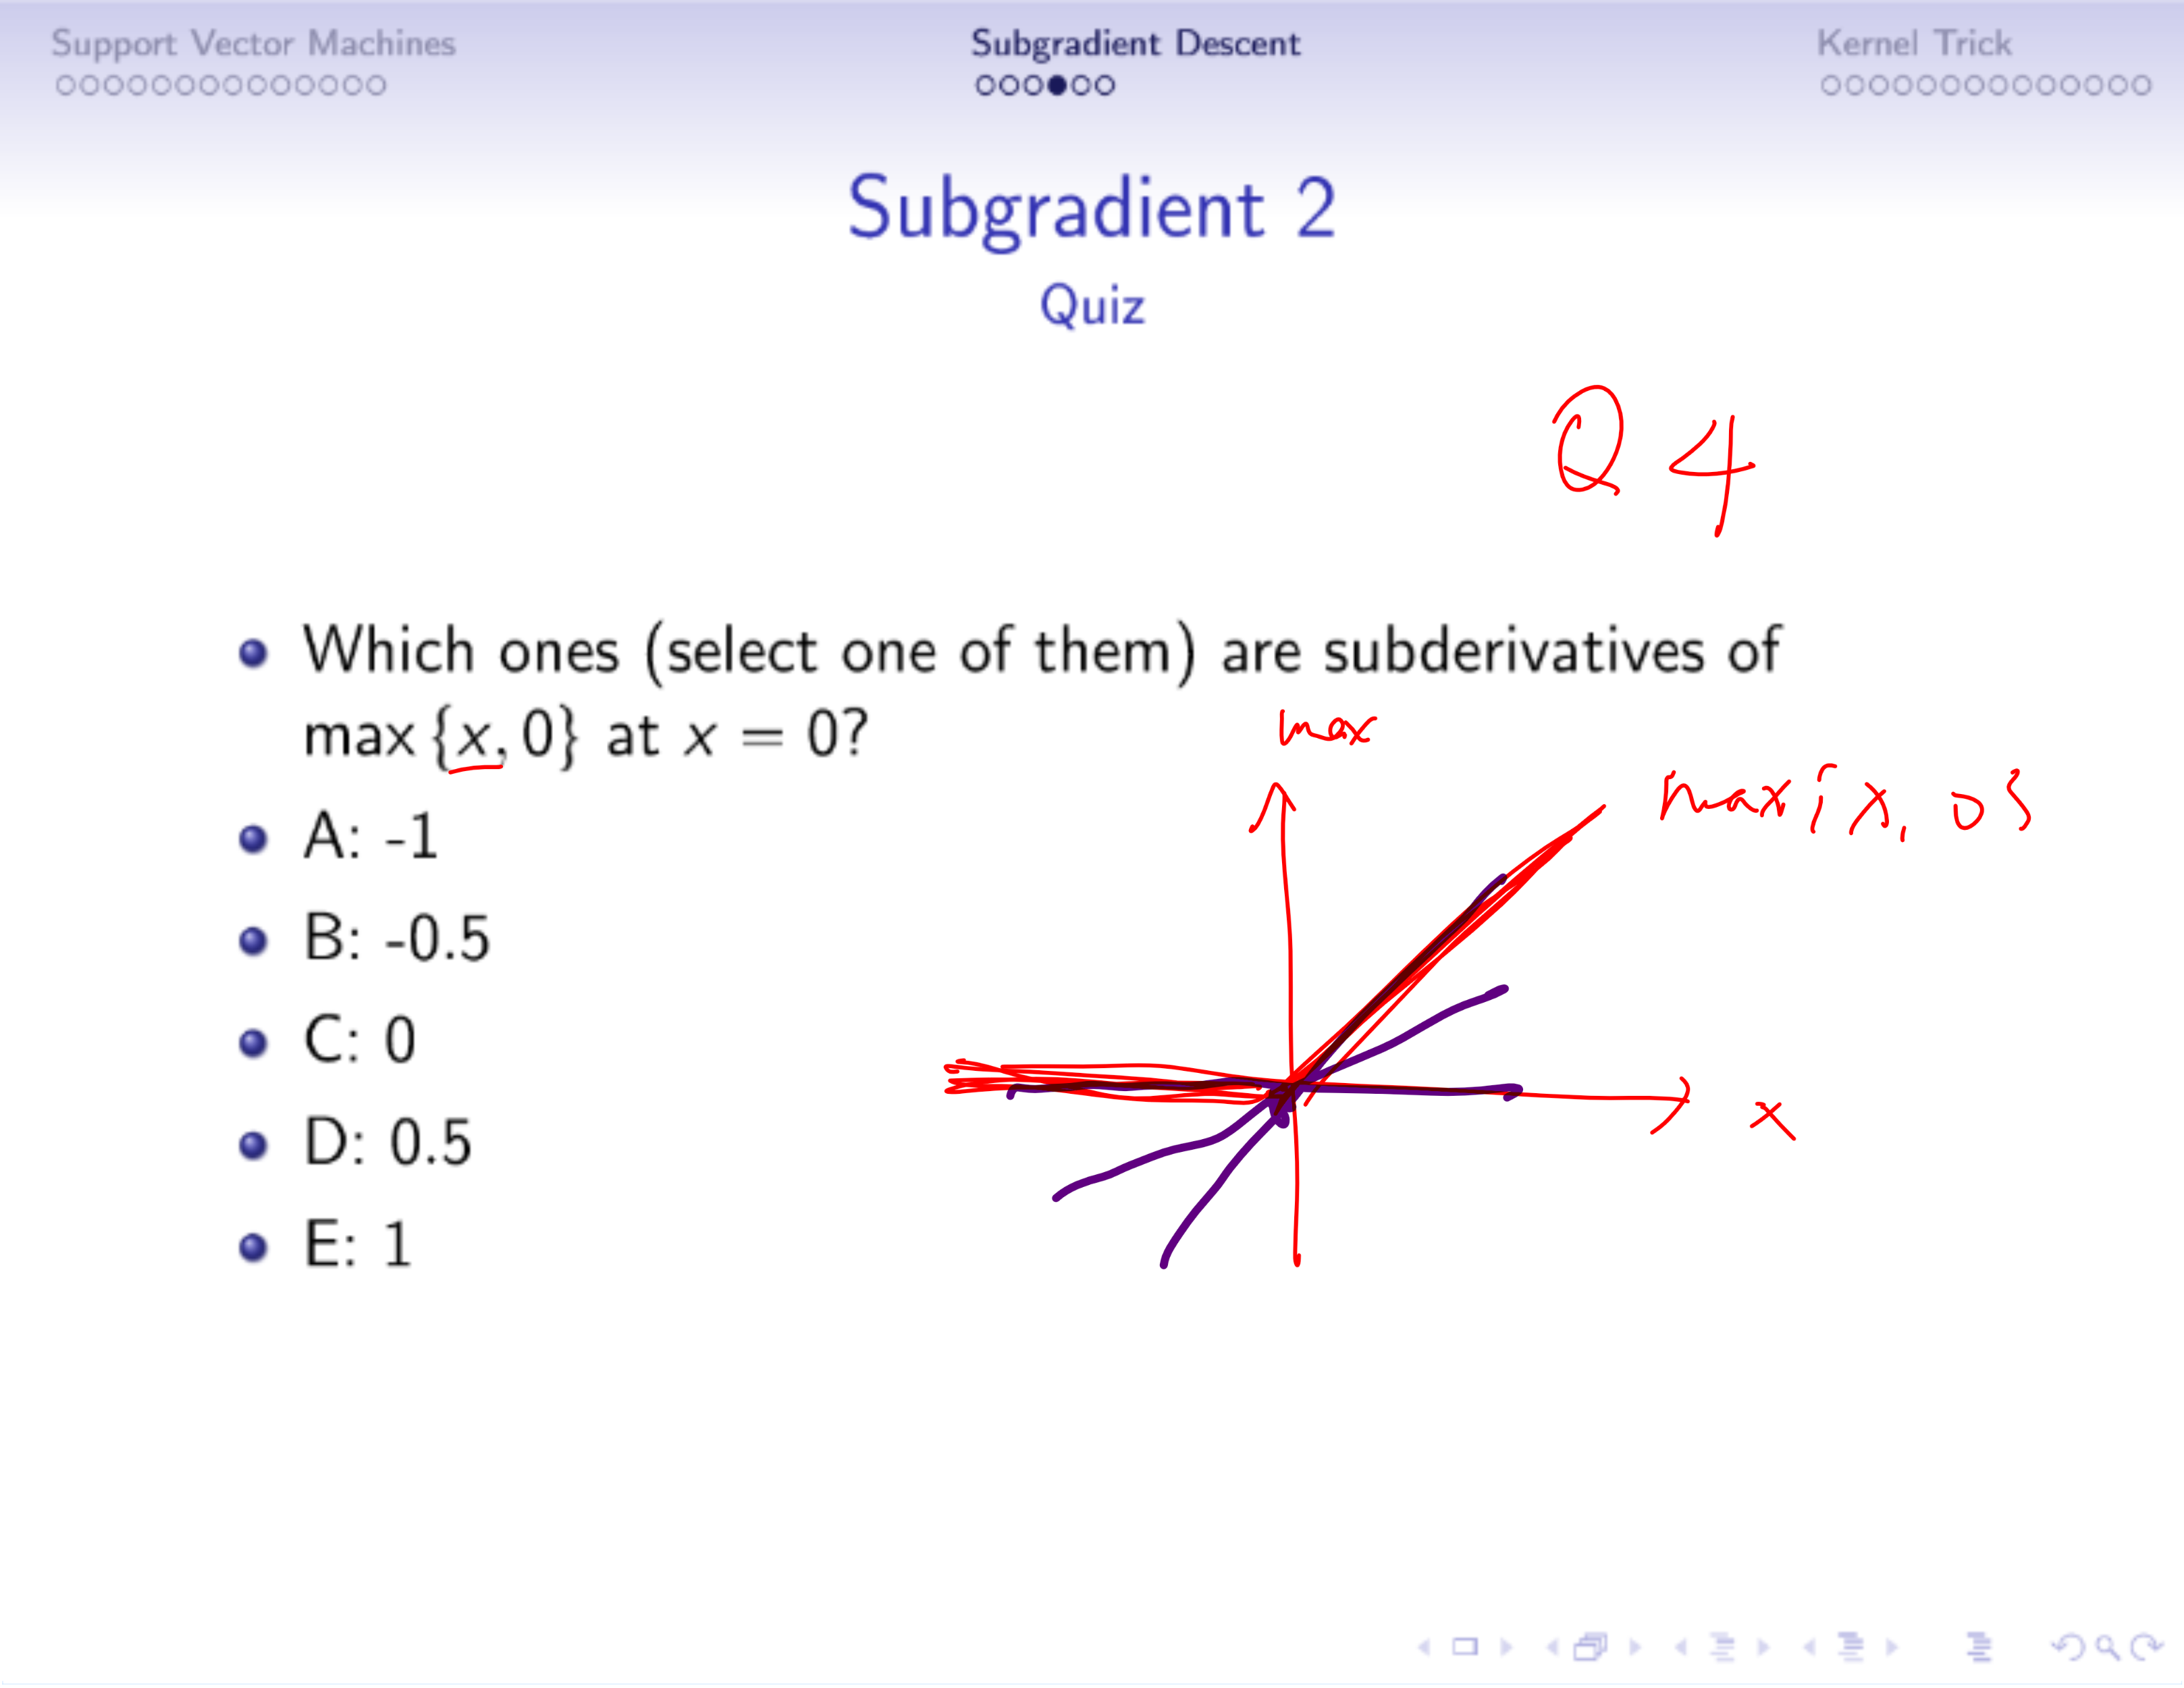 Support Vector Machines
Subgradient Descent
Kernel Trick
Subgradient 2
Quiz
Q 4
Which ones (select one of them) are subderivatives of
max {x, 0} at x = 0?
max
max{x, 0}
A: -1
B: -0.5
C: 0
x
D: 0.5
E: 1